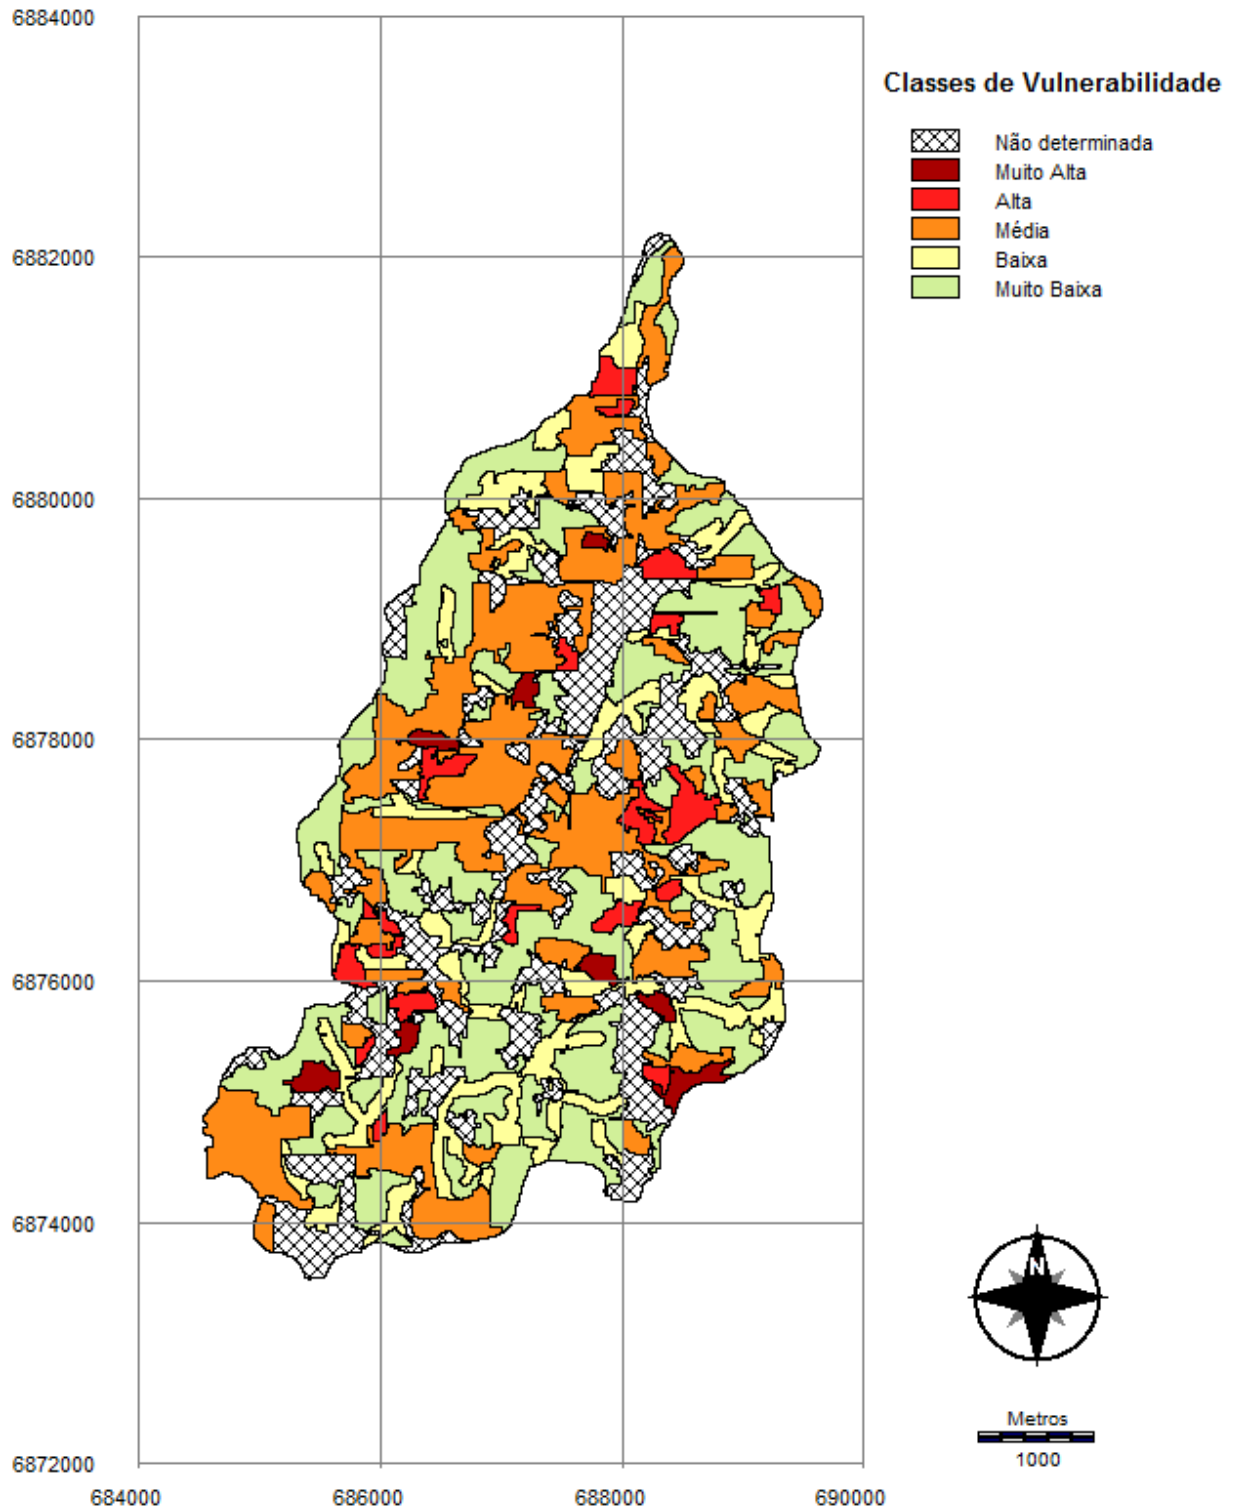 6884000
Classes de Vulnerabilidade
Não determinada
Muito Alta
Alta
Média
Baixa
Muito Baixa
6882000
6880000
6878000
6876000
6874000
N
Metros
1000
6872000
684000 686000 688000 690000